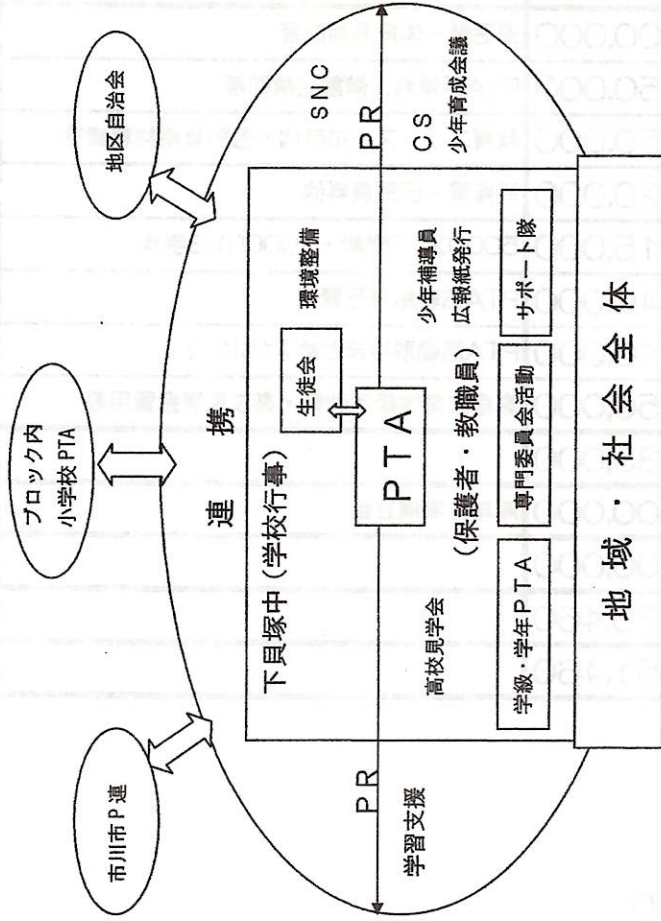 市川市P連
ブロック内
小学校 PTA
地区自治会
連携
下貝塚中(学校行事)
生徒会
環境整備
PTA
(保護者・教職員)
高校見学会
少年補導員
広報紙発行
学級・学年PTA
専門委員会活動
サポート隊
PR
学習支援
SNC
PR
CS
少年育成会議
地域・社会全体